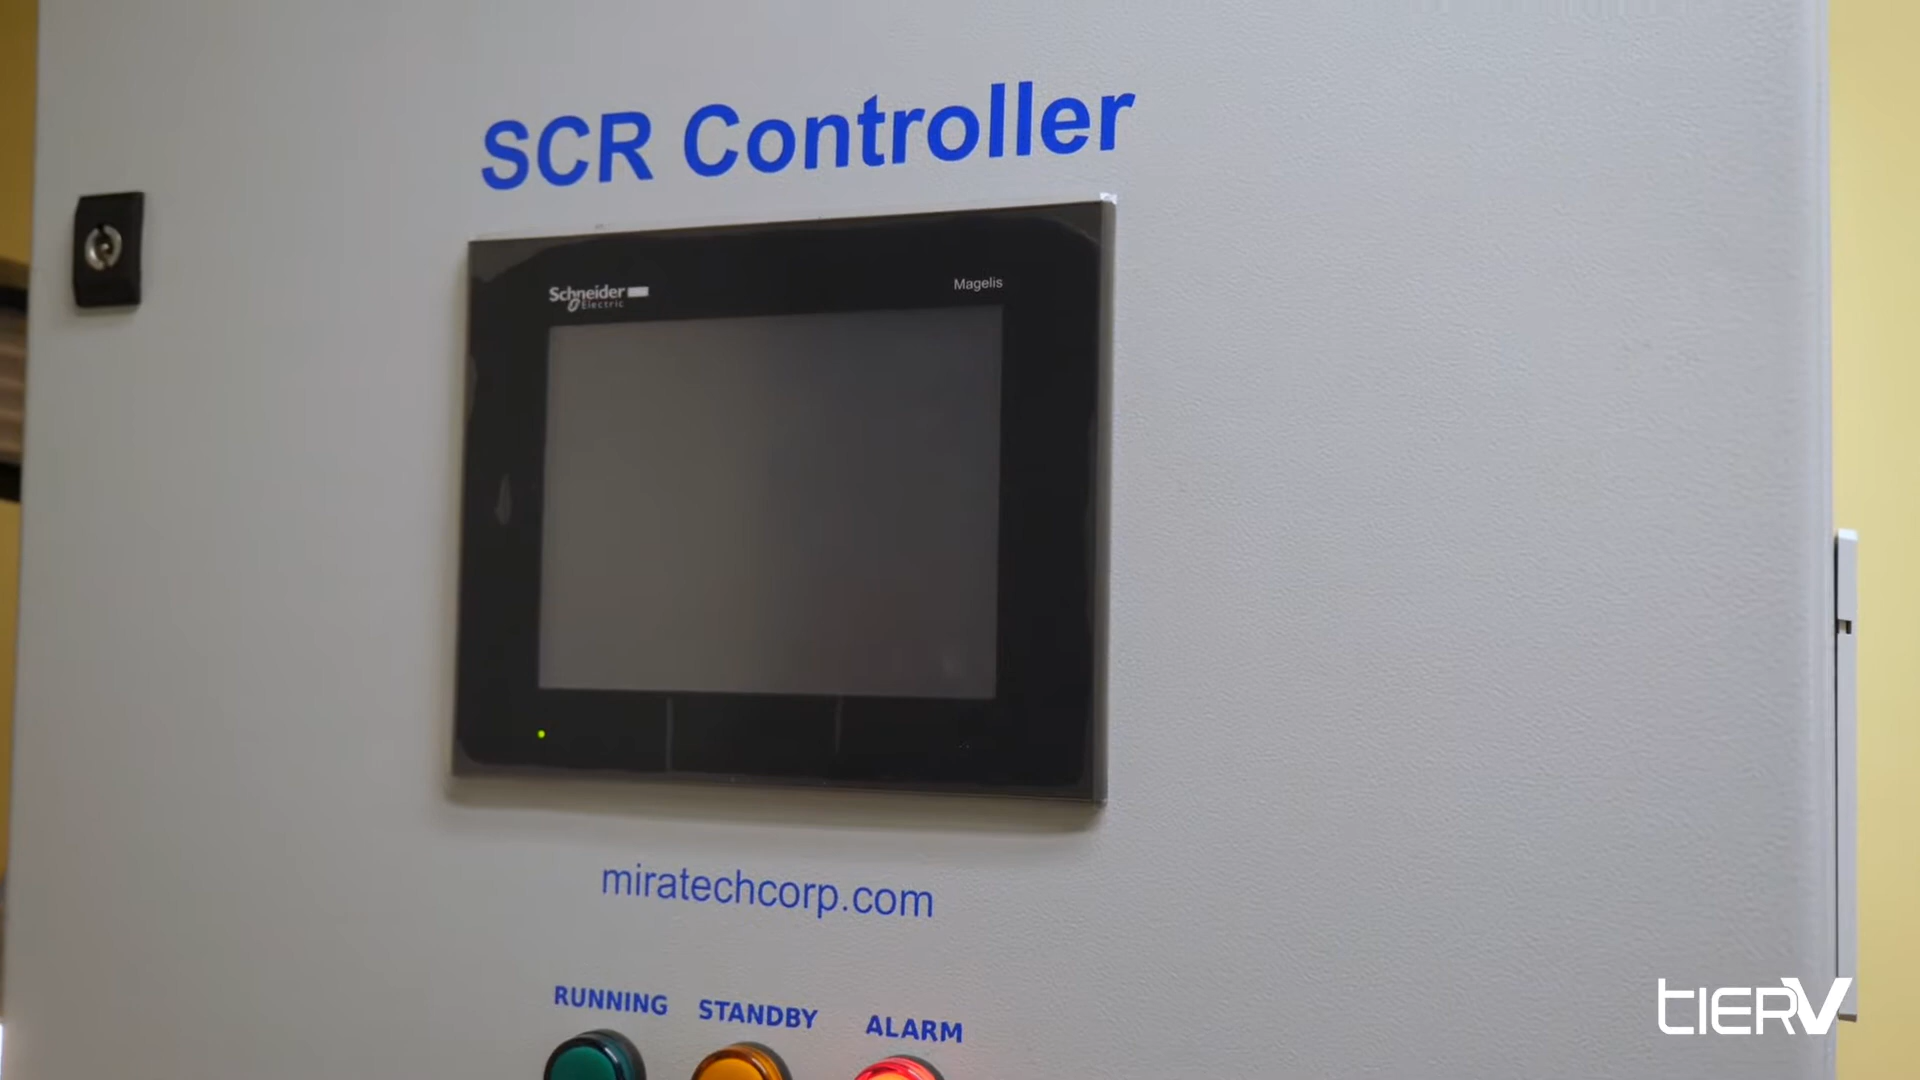 SCR Controller
Schneider
Electric
Magelis
miratechcorp.com
RUNNING STANDBY ALARM
tierV